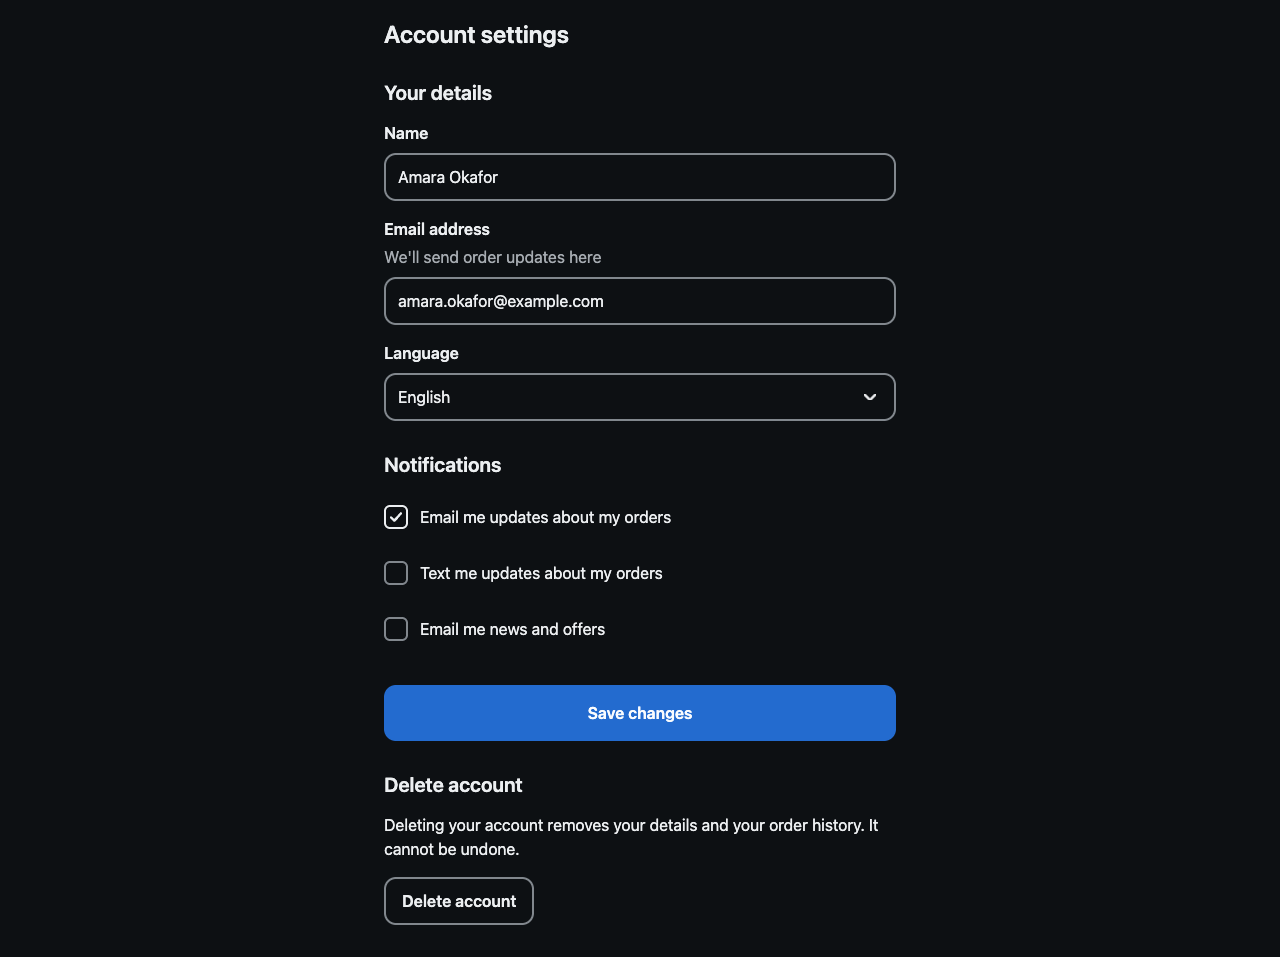 Account settings
Your details
Name
Amara Okafor
Email address
We'll send order updates here
amara.okafor@example.com
Language
English
Notifications
Email me updates about my orders
Text me updates about my orders
Email me news and offers
Save changes
Delete account
Deleting your account removes your details and your order history. It
cannot be undone.
Delete account